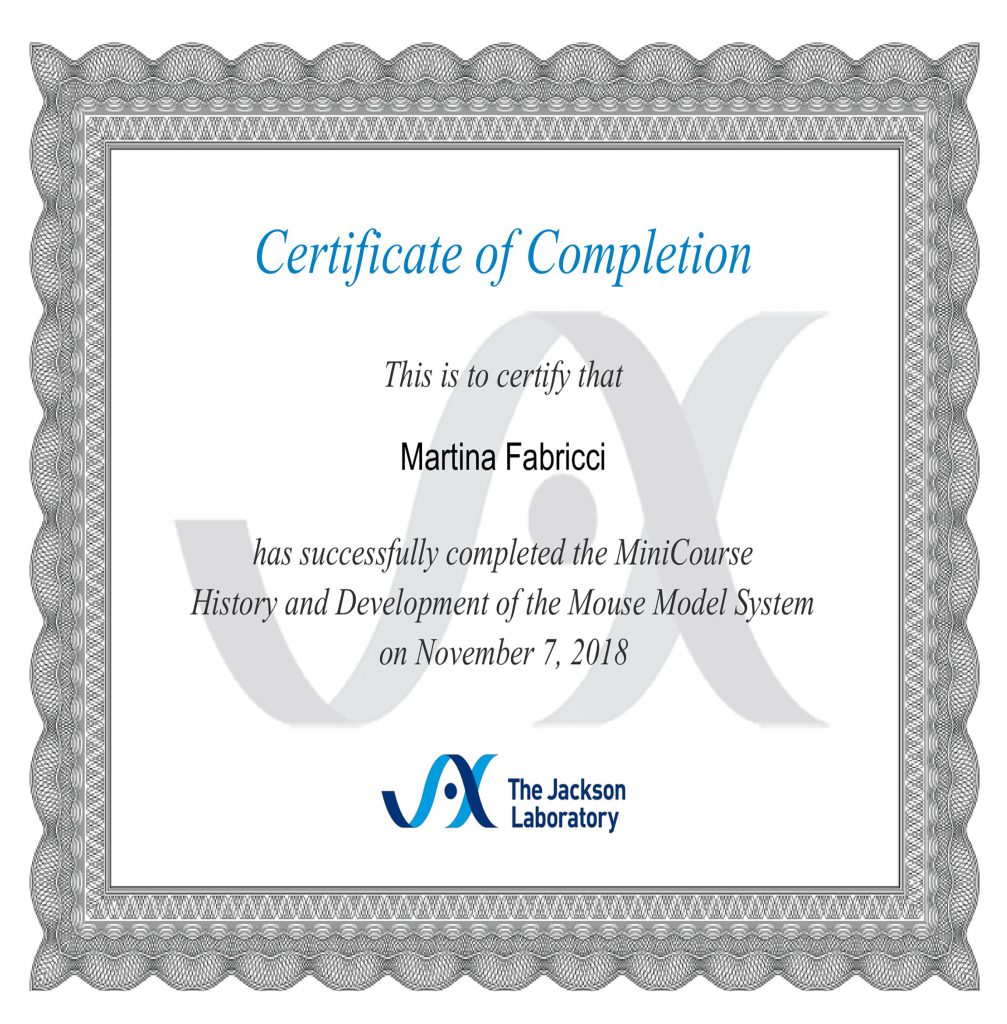 Certificate of Completion
This is to certify that
Martina Fabricci
has successfully completed the MiniCourse
History and Development of the Mouse Model System
on November 7, 2018
The Jackson
Laboratory